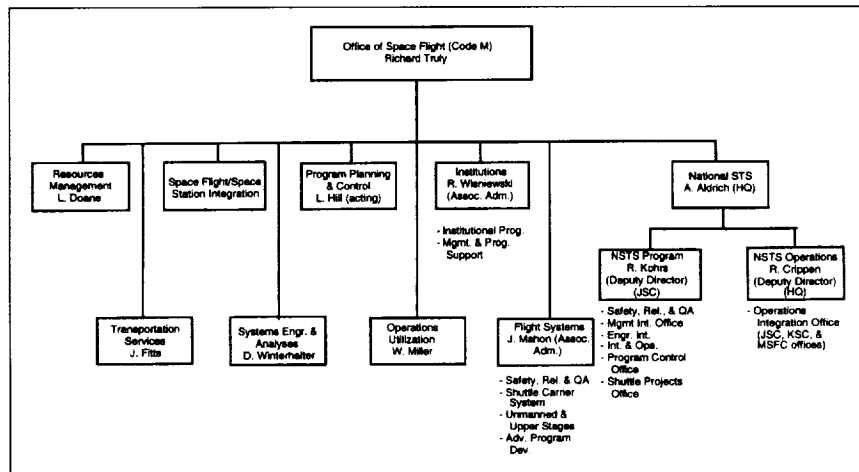 Office of Space Flight (Code M)
Richard Truly
Resources
Management
L. Doane
Space Flight/Space
Station Integration
Program Planning
& Control
L. Hill (acting)
Institutions
R. Wisniewski
(Assoc. Adm.)
- Institutional Prog.
- Mgmt. & Prog.
Support
National STS
A. Aldrich (HQ)
NSTS Program
R. Kohrs
(Deputy Director)
(JSC)
- Safety, Rel., & QA
- Mgmt Int. Office
- Engr. Int.
- Int. & Ops.
- Program Control
Office
- Shuttle Projects
Office
NSTS Operations
R. Crippen
(Deputy Director)
(HQ)
- Operations
Integration Office
(JSC, KSC, &
MSFC offices)
Transportation
Services
J. Fitts
Systems Engr. &
Analyses
D. Winterhalter
Operations
Utilization
W. Miller
Flight Systems
J. Mahon (Assoc.
Adm.)
- Safety, Rel. & QA
- Shuttle Carrier
System
- Unmanned &
Upper Stages
- Adv. Program
Dev.